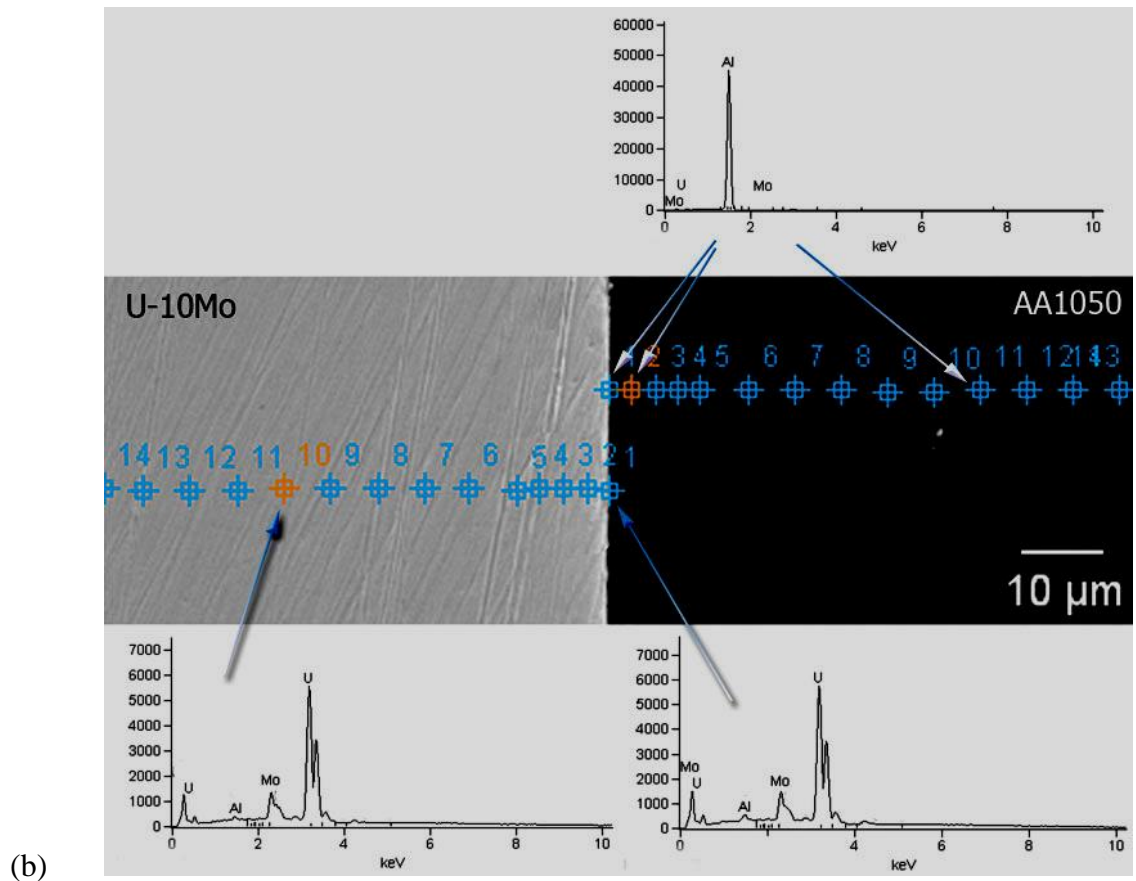 60000
50000
40000
30000
20000
10000
0
Al
U
Mo
Mo
0 2 4 6 8 10
keV
U-10Mo
AA1050
1 2 3 4 5 6 7 8 9 10 11 12 14 13
14 13 12 11 10 9 8 7 6 5 4 3 2 1
10 µm
7000
6000
5000
4000
3000
2000
1000
0
U
U
Al
Mo
0 2 4 6 8 10
keV
7000
6000
5000
4000
3000
2000
1000
0
U
Mo
U
Al
Mo
0 2 4 6 8 10
keV
(b)